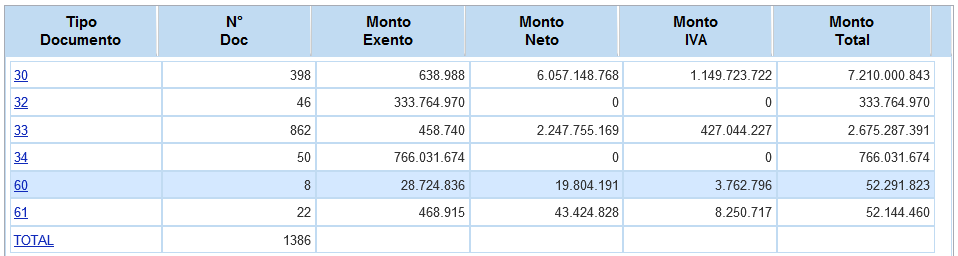 Tipo Documento N° Doc Monto Exento Monto Neto Monto IVA Monto Total
30 398 638.988 6.057.148.768 1.149.723.722 7.210.000.843
32 46 333.764.970 0 0 333.764.970
33 862 458.740 2.247.755.169 427.044.227 2.675.287.391
34 50 766.031.674 0 0 766.031.674
60 8 28.724.836 19.804.191 3.762.796 52.291.823
61 22 468.915 43.424.828 8.250.717 52.144.460
TOTAL 1386